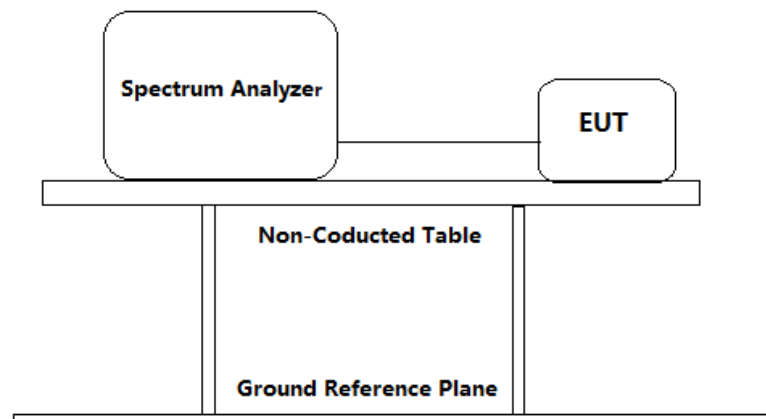 Spectrum Analyzer
EUT
Non-Coducted Table
Ground Reference Plane